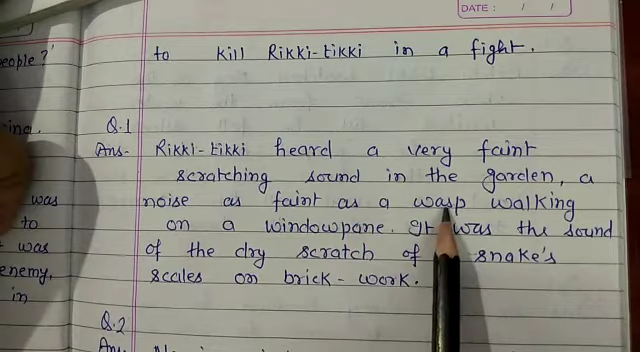 DATE: / /
people?
to kill Rikki-tikki in a fight.
Q.1
Ans- Rikki-tikki heard a very faint
scratching sound in the garden, a
noise as faint as a wasp walking
on a windowpane. It was the sound
of the dry scratch of snake's
scales on brick-work.
was
to
was
enemy,
in
Q.2
Ans